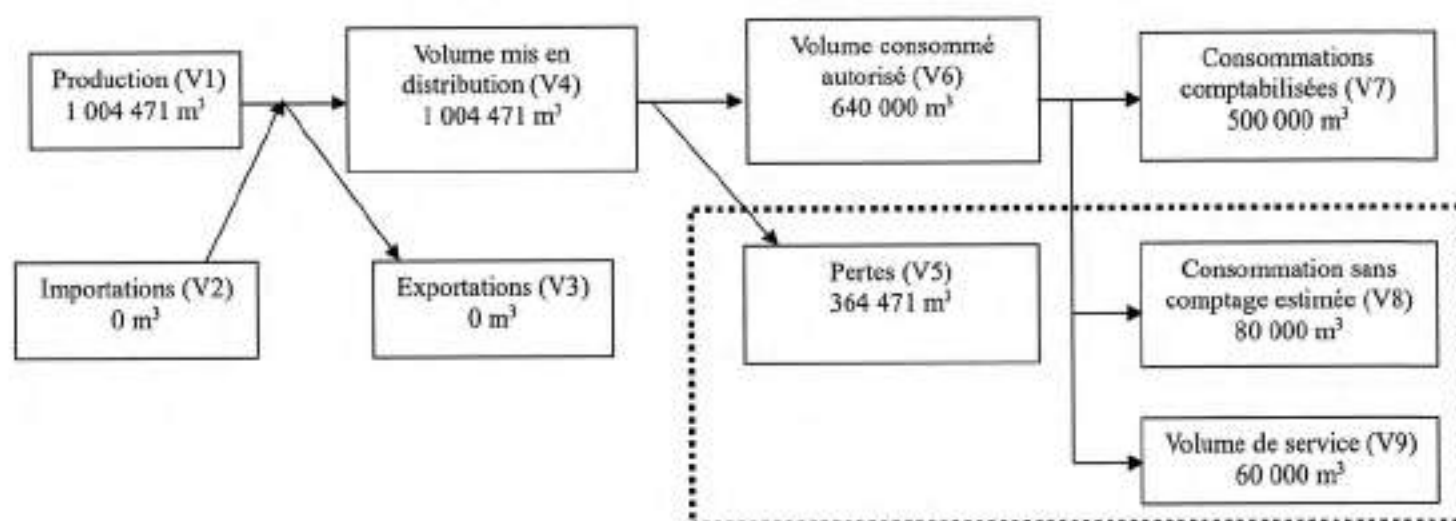 Production (V1)
1 004 471 m³
Volume mis en
distribution (V4)
1 004 471 m³
Volume consommé
autorisé (V6)
640 000 m³
Consommations
comptabilisées (V7)
500 000 m³
Importations (V2)
0 m³
Exportations (V3)
0 m³
Pertes (V5)
364 471 m³
Consommation sans
comptage estimée (V8)
80 000 m³
Volume de service (V9)
60 000 m³